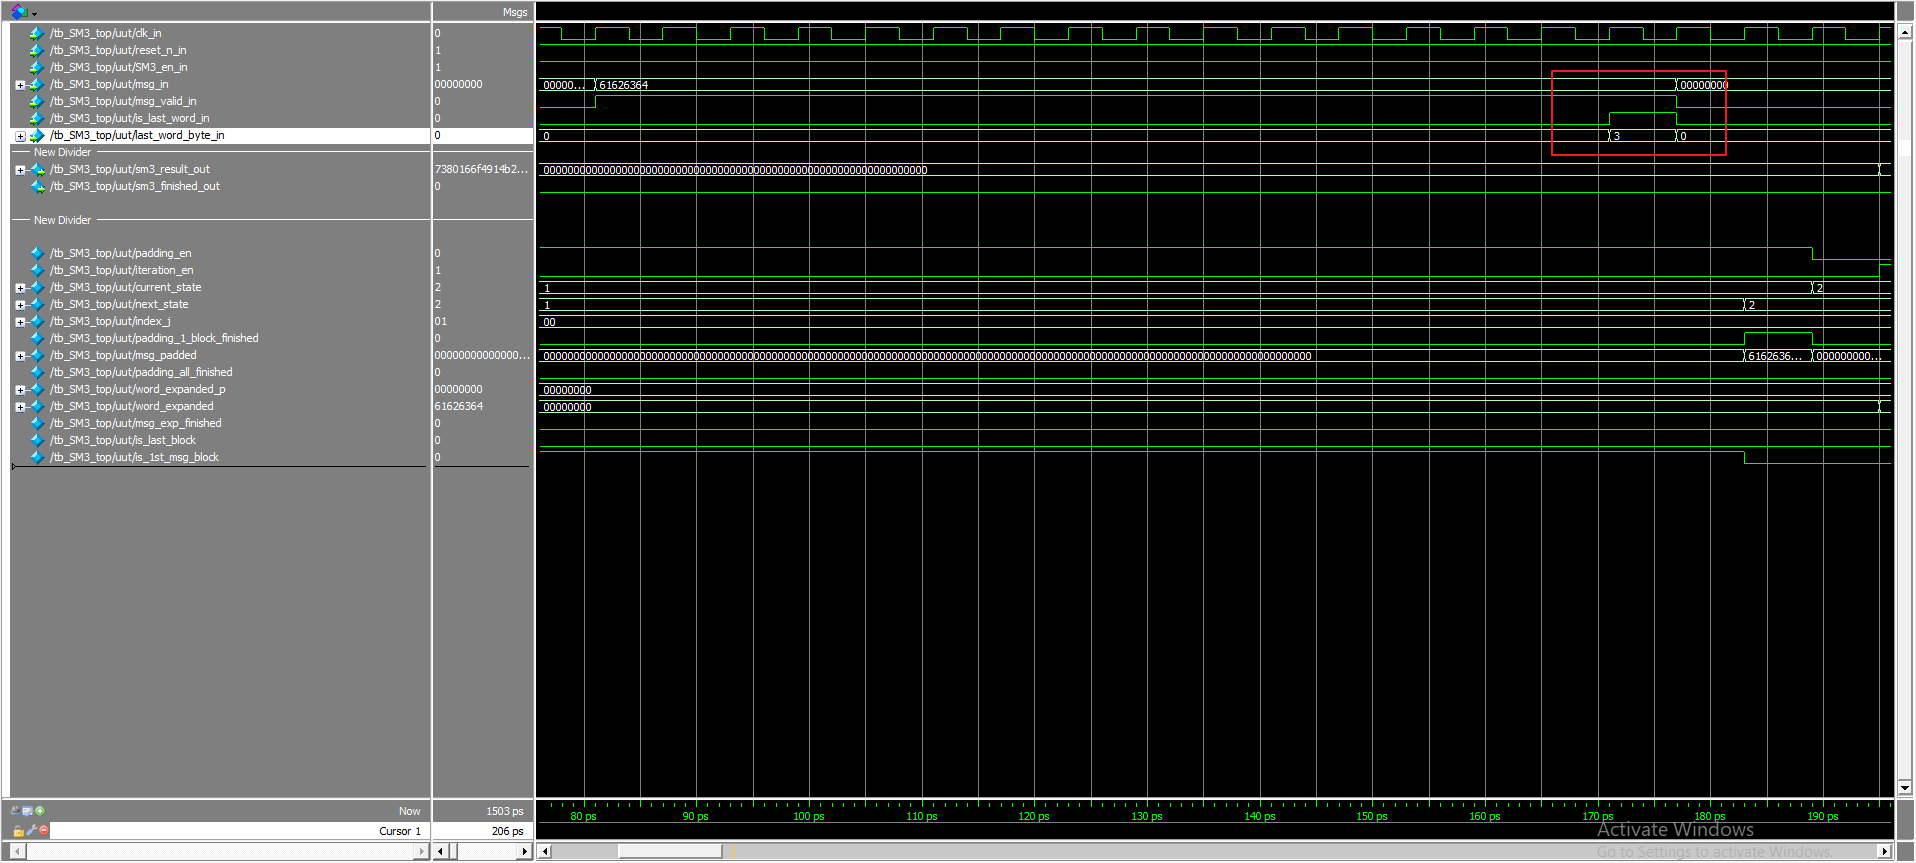 Msgs
/tb_SM3_top/uut/clk_in 0
/tb_SM3_top/uut/reset_n_in 1
/tb_SM3_top/uut/SM3_en_in 1
/tb_SM3_top/uut/msg_in 00000000 00000... 61626364 00000000
/tb_SM3_top/uut/msg_valid_in 0
/tb_SM3_top/uut/is_last_word_in 0
/tb_SM3_top/uut/last_word_byte_in 0 0 3 0
New Divider
/tb_SM3_top/uut/sm3_result_out 7380166f4914b2... 0000000000000000000000000000000000000000000000000000000000000000
/tb_SM3_top/uut/sm3_finished_out 0
New Divider
/tb_SM3_top/uut/padding_en 0
/tb_SM3_top/uut/iteration_en 1
/tb_SM3_top/uut/current_state 2 1 2
/tb_SM3_top/uut/next_state 2 1 2
/tb_SM3_top/uut/index_j 01 00
/tb_SM3_top/uut/padding_1_block_finished 0
/tb_SM3_top/uut/msg_padded 00000000000000... 00000000000000000000000000000000000000000000000000000000000000000000000000000000000000000000000000000000000000000000000000000000 6162636... 000000000...
/tb_SM3_top/uut/padding_all_finished 0
/tb_SM3_top/uut/word_expanded_p 00000000 00000000
/tb_SM3_top/uut/word_expanded 61626364 00000000
/tb_SM3_top/uut/msg_exp_finished 0
/tb_SM3_top/uut/is_last_block 0
/tb_SM3_top/uut/is_1st_msg_block 0
Now 1503 ps 80 ps 90 ps 100 ps 110 ps 120 ps 130 ps 140 ps 150 ps 160 ps 170 ps 180 ps 190 ps
Cursor 1 206 ps
Activate Windows
Go to Settings to activate Windows.